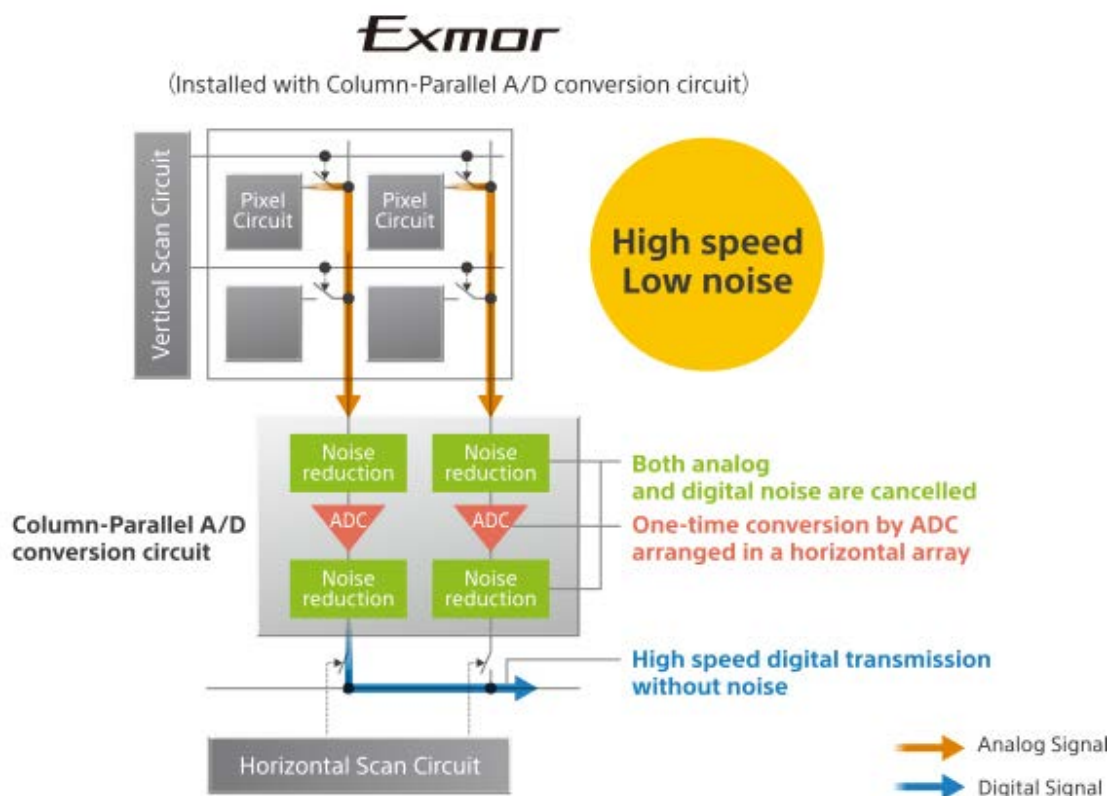 Exmor
(Installed with Column-Parallel A/D conversion circuit)
Vertical Scan Circuit
Pixel
Circuit
Pixel
Circuit
High speed
Low noise
Noise
reduction
Noise
reduction
ADC
ADC
Noise
reduction
Noise
reduction
Column-Parallel A/D
conversion circuit
Both analog
and digital noise are cancelled
One-time conversion by ADC
arranged in a horizontal array
High speed digital transmission
without noise
Horizontal Scan Circuit
Analog Signal
Digital Signal